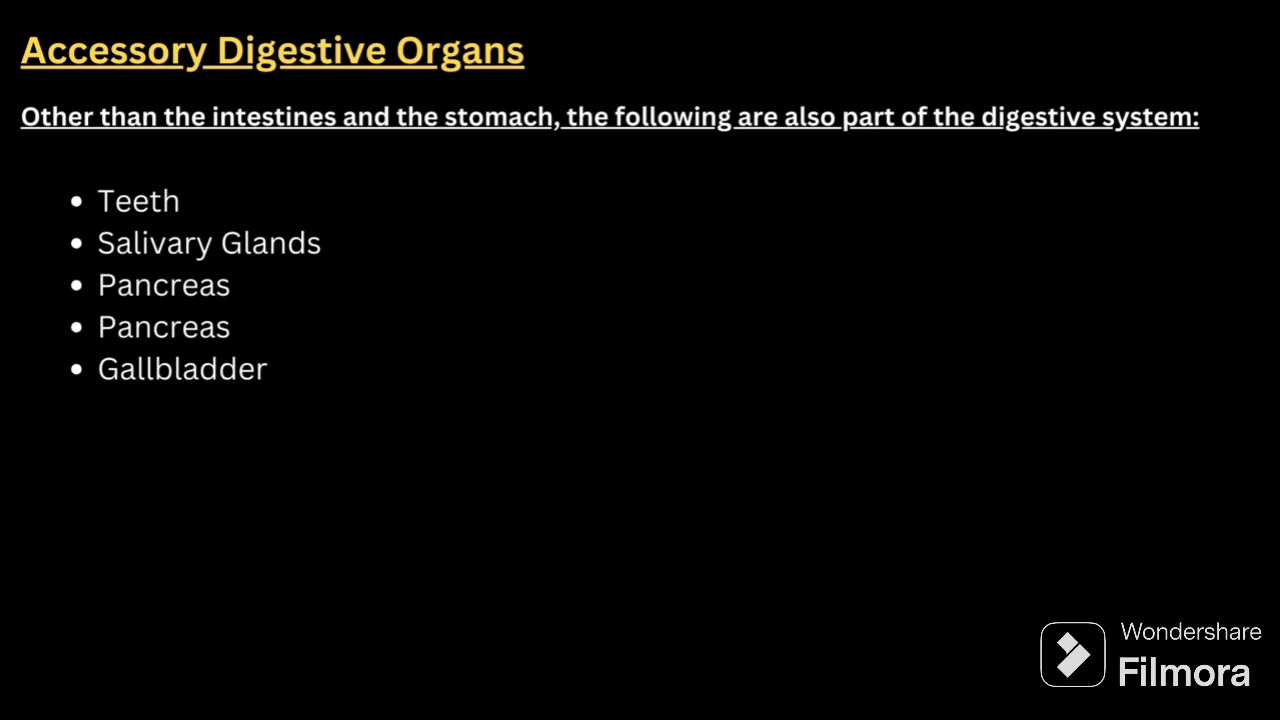 Accessory Digestive Organs
Other than the intestines and the stomach, the following are also part of the digestive system:
• Teeth
• Salivary Glands
• Pancreas
• Pancreas
• Gallbladder
Wondershare
Filmora